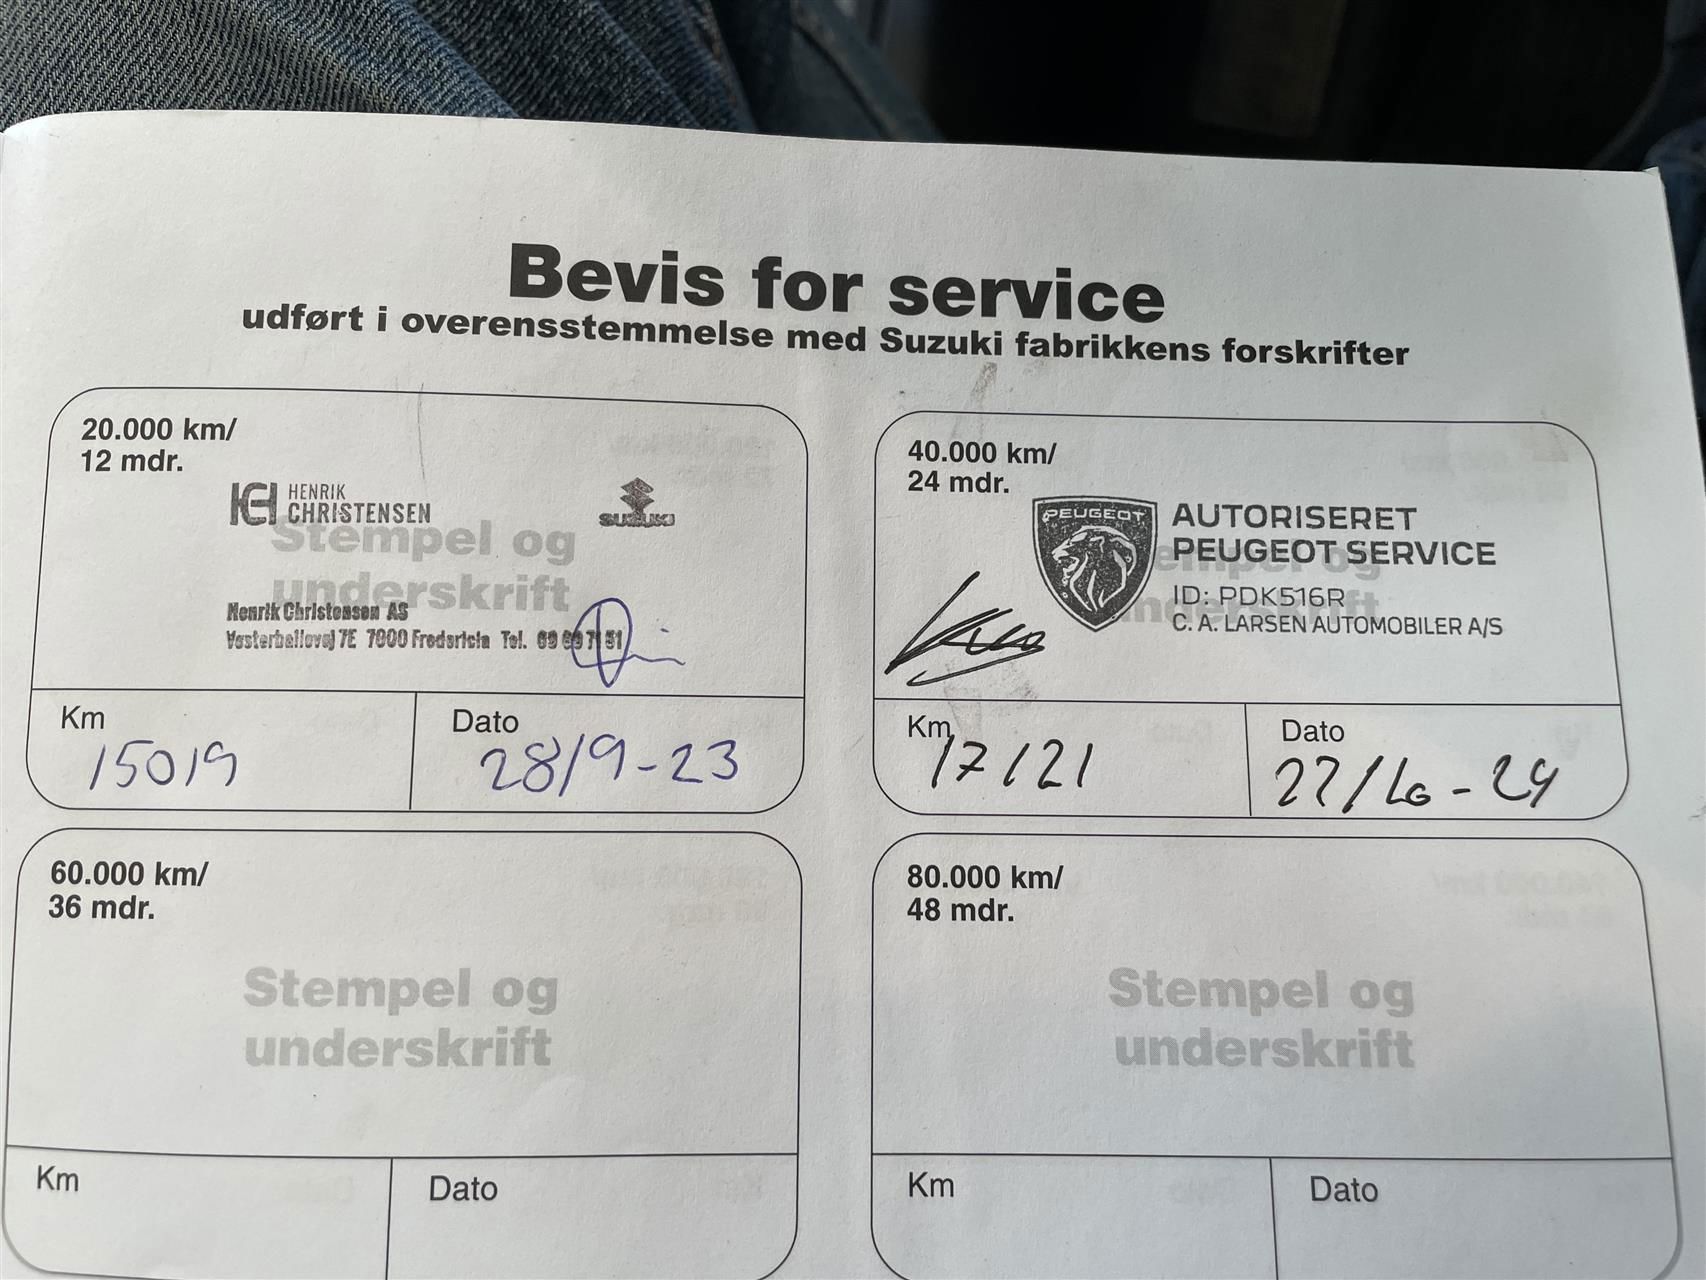 Bevis for service
udført i overensstemmelse med Suzuki fabrikkens forskrifter
20.000 km/
12 mdr.
HENRIK
CHRISTENSEN
SUZUKI
Stempel og
underskrift
Henrik Christensen AS
Vesterballevej 7E 7000 Fredericia Tel.
Km
15019
Dato
28/9-23
40.000 km/
24 mdr.
PEUGEOT
AUTORISERET
PEUGEOT SERVICE
ID: PDK516R
C. A. LARSEN AUTOMOBILER A/S
Km
17121
Dato
60.000 km/
36 mdr.
Stempel og
underskrift
Km
Dato
80.000 km/
48 mdr.
Stempel og
underskrift
Km
Dato